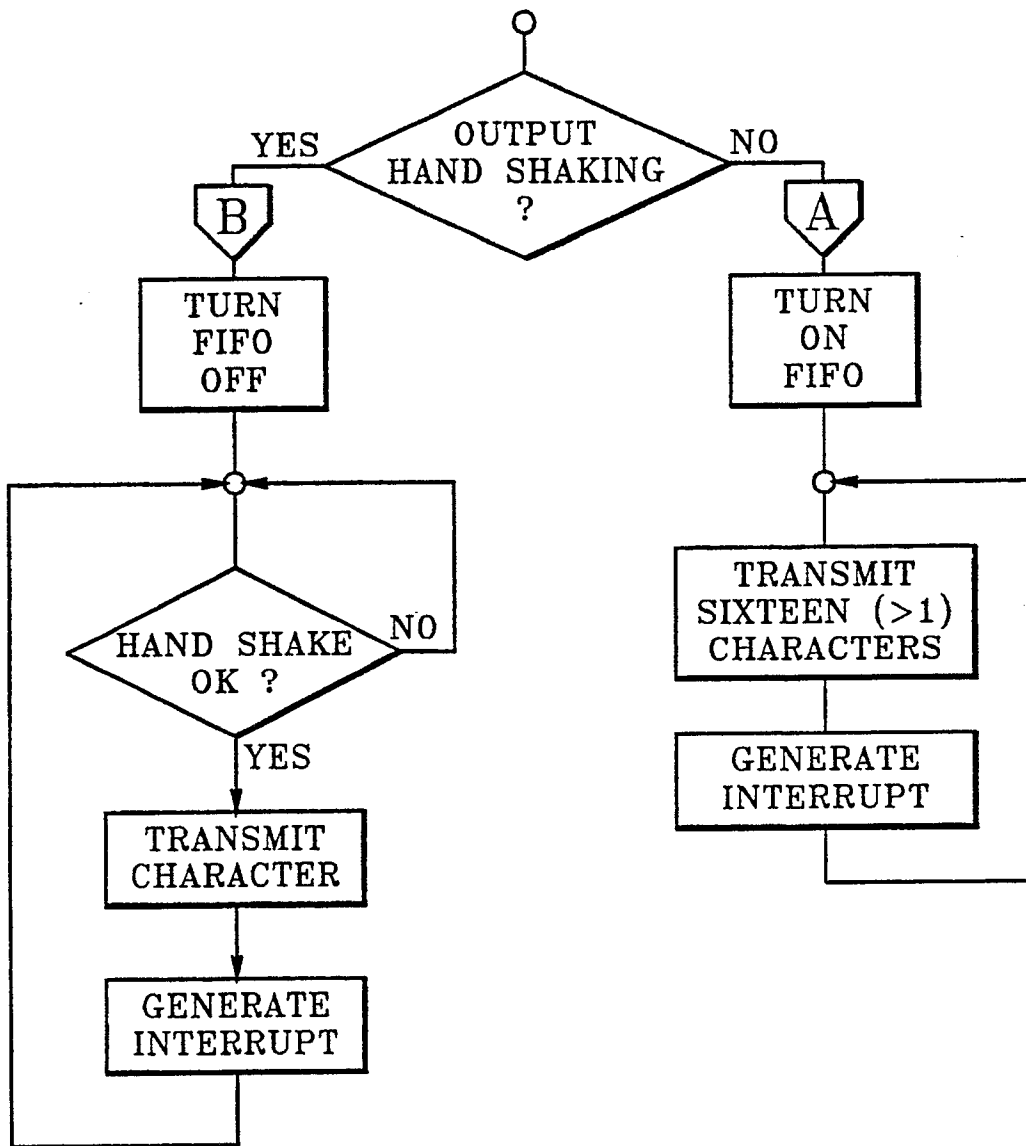 OUTPUT
HAND SHAKING
?
YES
NO
B
A
TURN
FIFO
OFF
TURN
ON
FIFO
HAND SHAKE
OK ?
NO
YES
TRANSMIT
CHARACTER
GENERATE
INTERRUPT
TRANSMIT
SIXTEEN (>1)
CHARACTERS
GENERATE
INTERRUPT